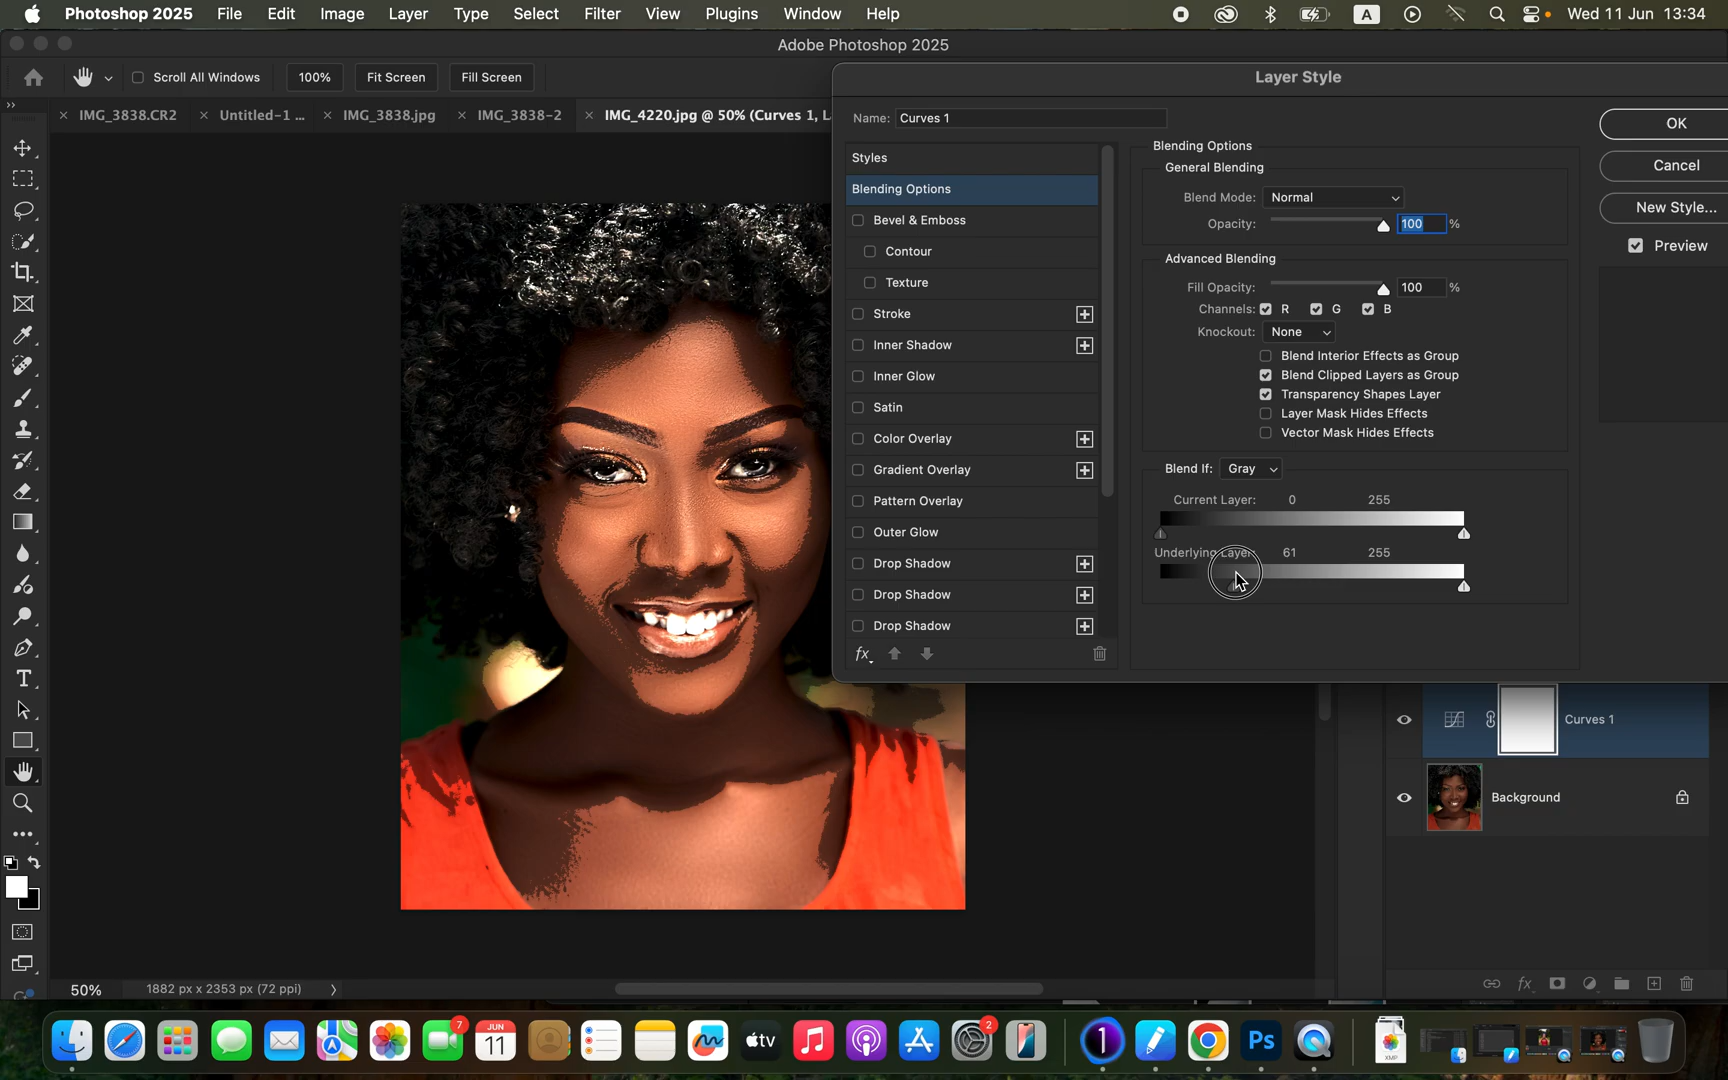 Photoshop 2025 File Edit Image Layer Type Select Filter View Plugins Window Help A Wed 11 Jun 13:34
Adobe Photoshop 2025
Scroll All Windows 100% Fit Screen Fill Screen
IMG_3838.CR2 Untitled-1 ... IMG_3838.jpg IMG_3838-2 IMG_4220.jpg @ 50% (Curves 1, L
Layer Style
Name: Curves 1
Styles
Blending Options
Bevel & Emboss
Contour
Texture
Stroke
Inner Shadow
Inner Glow
Satin
Color Overlay
Gradient Overlay
Pattern Overlay
Outer Glow
Drop Shadow
Drop Shadow
Drop Shadow
fx
Blending Options
General Blending
Blend Mode: Normal
Opacity: 100 %
Advanced Blending
Fill Opacity: 100 %
Channels: R G B
Knockout: None
Blend Interior Effects as Group
Blend Clipped Layers as Group
Transparency Shapes Layer
Layer Mask Hides Effects
Vector Mask Hides Effects
Blend If: Gray
Current Layer: 0 255
Underlying Layer: 61 255
OK
Cancel
New Style...
Preview
Curves 1
Background
fx
50% 1882 px x 2353 px (72 ppi)
7 JUN 11 tv 2 1 Ps XMP